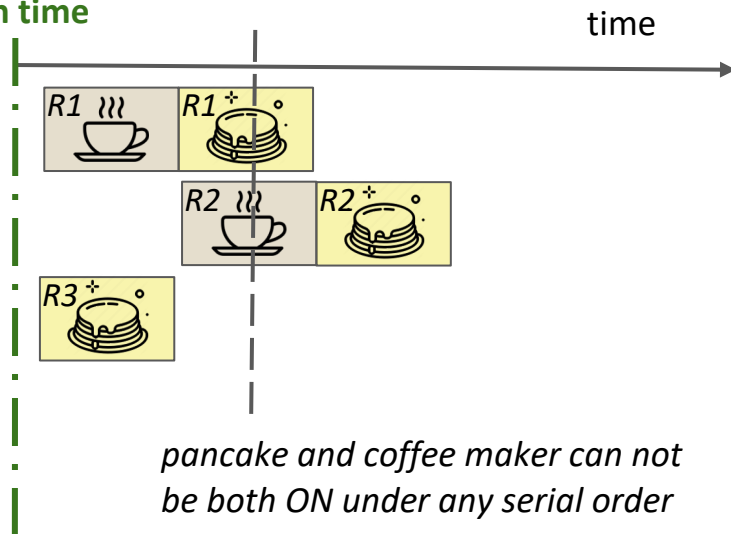 time
time
R1 R1
R2 R2
R3
pancake and coffee maker can not
be both ON under any serial order